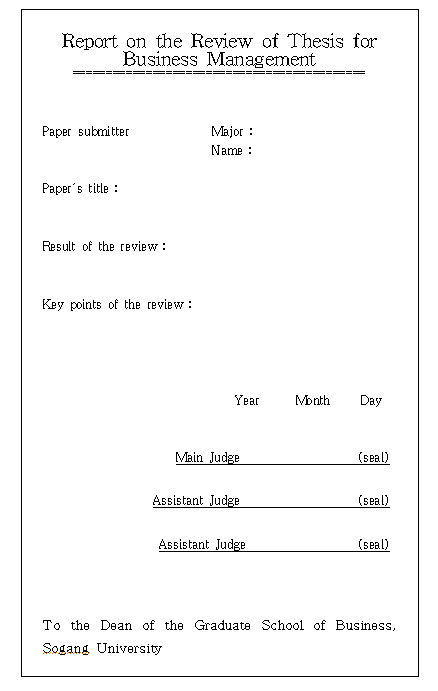 Report on the Review of Thesis for
Business Management
Paper submitter Major :
Name :
Paper´s title :
Result of the review :
Key points of the review :
Year Month Day
Main Judge (seal)
Assistant Judge (seal)
Assistant Judge (seal)
To the Dean of the Graduate School of Business,
Sogang University